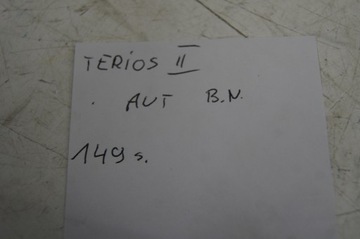 TERIOS II
. AUT B.N.
149 s.